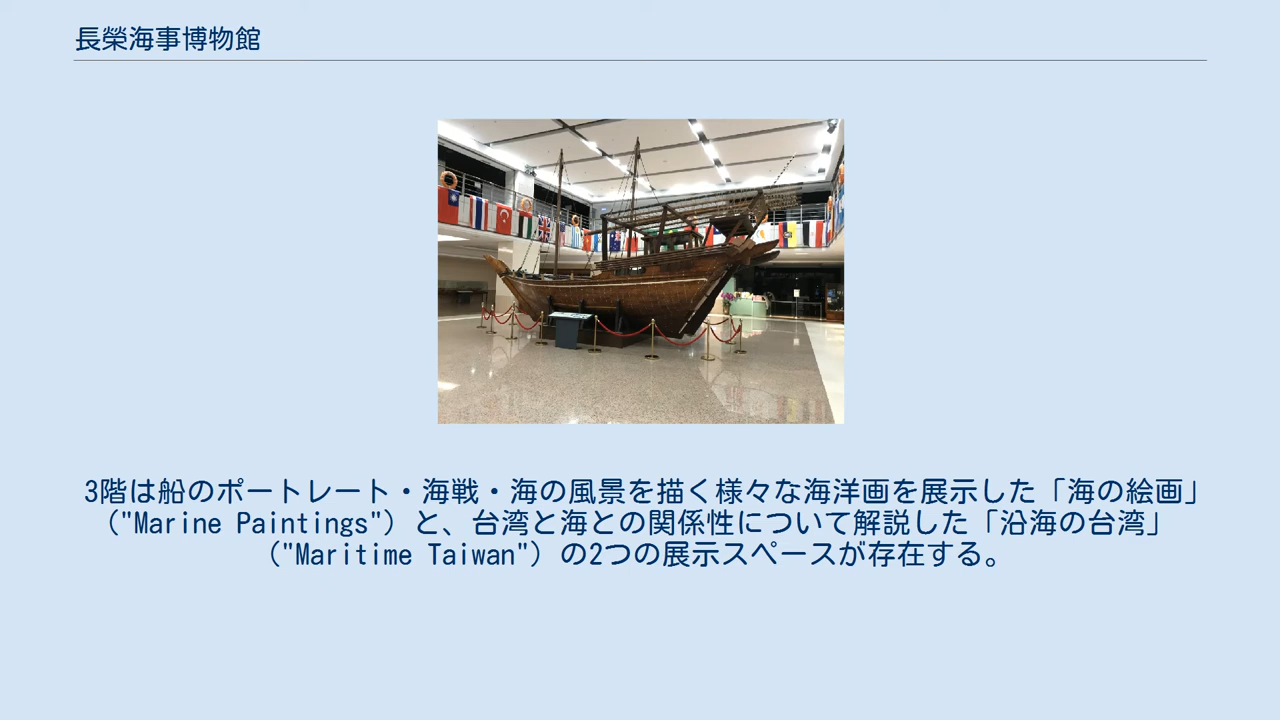 長榮海事博物館
3階は船のポートレート・海戦・海の風景を描く様々な海洋画を展示した「海の絵画」
("Marine Paintings")と、台湾と海との関係性について解説した「沿海の台湾」
("Maritime Taiwan")の2つの展示スペースが存在する。